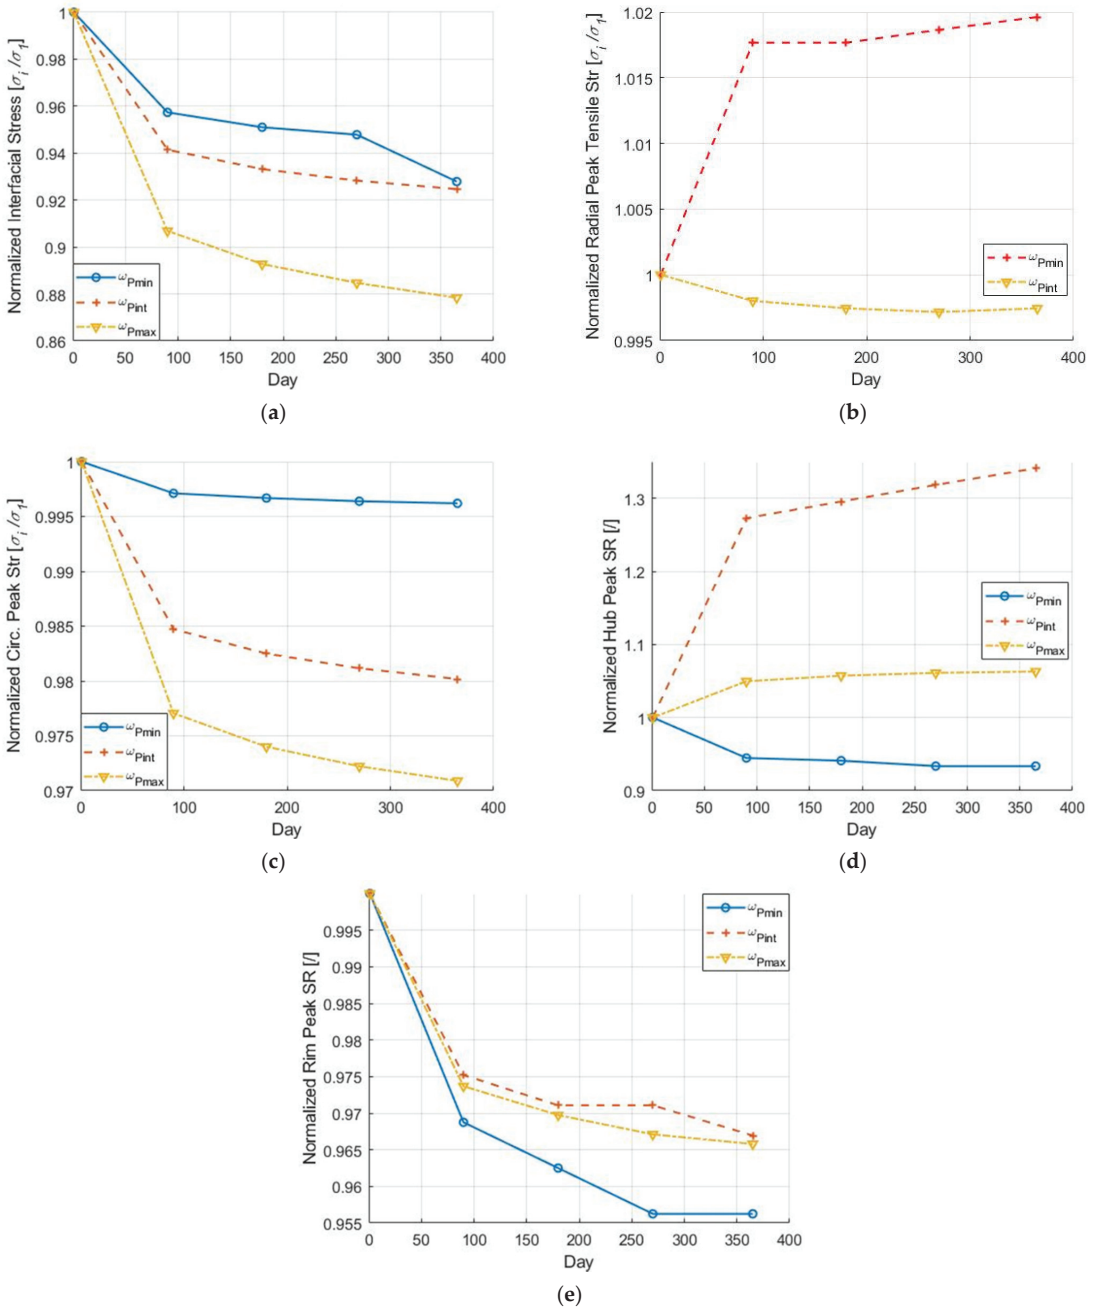 Normalized Interfacial Stress [σi/σ1]
1
0.98
0.96
0.94
0.92
0.9
0.88
0.86
ωPmin
ωPint
ωPmax
0 50 100 150 200 250 300 350 400
Day
(a)
Normalized Radial Peak Tensile Str [σi/σ1]
1.02
1.015
1.01
1.005
1
0.995
ωPmin
ωPint
0 100 200 300 400
Day
(b)
Normalized Circ. Peak Str [σi/σ1]
1
0.995
0.99
0.985
0.98
0.975
0.97
ωPmin
ωPint
ωPmax
0 100 200 300 400
Day
(c)
Normalized Hub Peak SR [/]
1.3
1.2
1.1
1
0.9
ωPmin
ωPint
ωPmax
0 50 100 150 200 250 300 350 400
Day
(d)
Normalized Rim Peak SR [/]
0.995
0.99
0.985
0.98
0.975
0.97
0.965
0.96
0.955
ωPmin
ωPint
ωPmax
0 50 100 150 200 250 300 350 400
Day
(e)